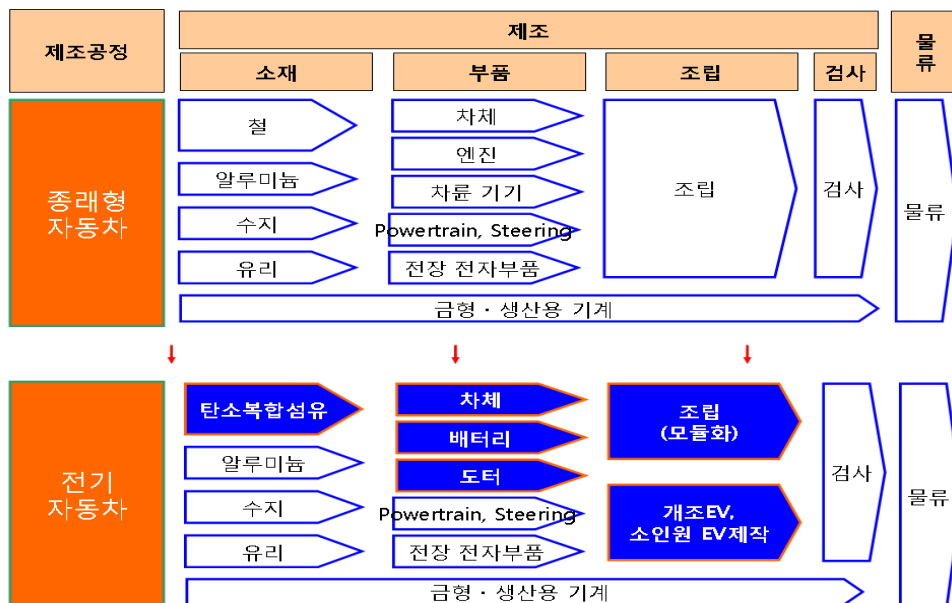 제조공정
제조
물
류
소재
부품
조립
검사
종래형
자동차
철
알루미늄
수지
유리
차체
엔진
차륜 기기
Powertrain, Steering
전장 전자부품
조립
검사
물류
금형·생산용 기계
전기
자동차
탄소복합섬유
알루미늄
수지
유리
차체
배터리
도터
Powertrain, Steering
전장 전자부품
조립
(모듈화)
개조EV,
소인원 EV제작
검사
물류
금형·생산용 기계